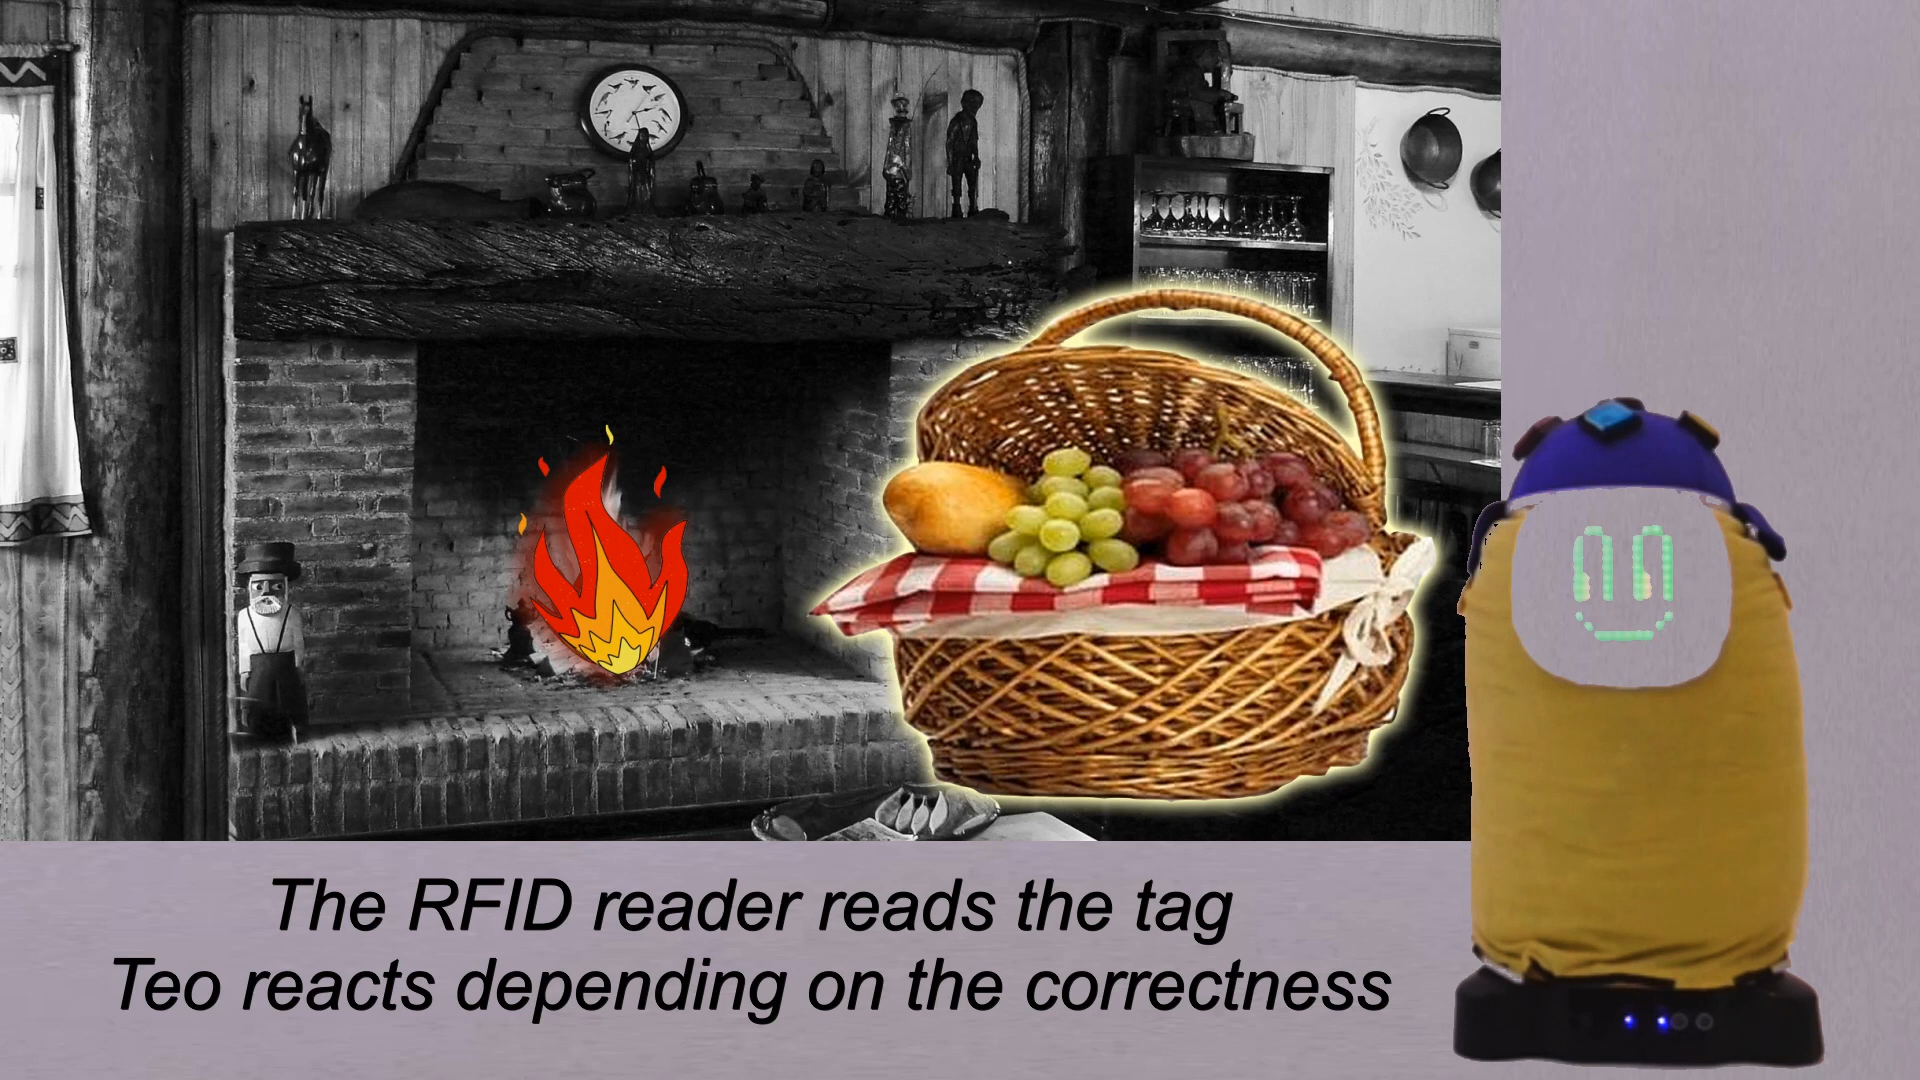 The RFID reader reads the tag
Teo reacts depending on the correctness